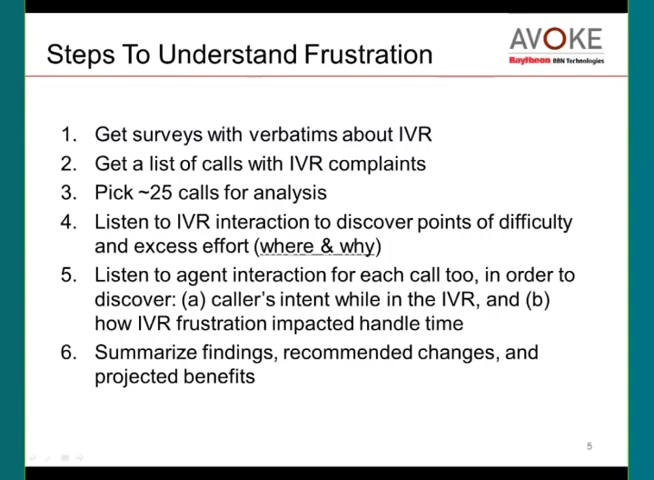 Steps To Understand Frustration
AVOKE
Raytheon BBN Technologies
1. Get surveys with verbatims about IVR
2. Get a list of calls with IVR complaints
3. Pick ~25 calls for analysis
4. Listen to IVR interaction to discover points of difficulty
and excess effort (where & why)
5. Listen to agent interaction for each call too, in order to
discover: (a) caller's intent while in the IVR, and (b)
how IVR frustration impacted handle time
6. Summarize findings, recommended changes, and
projected benefits
5